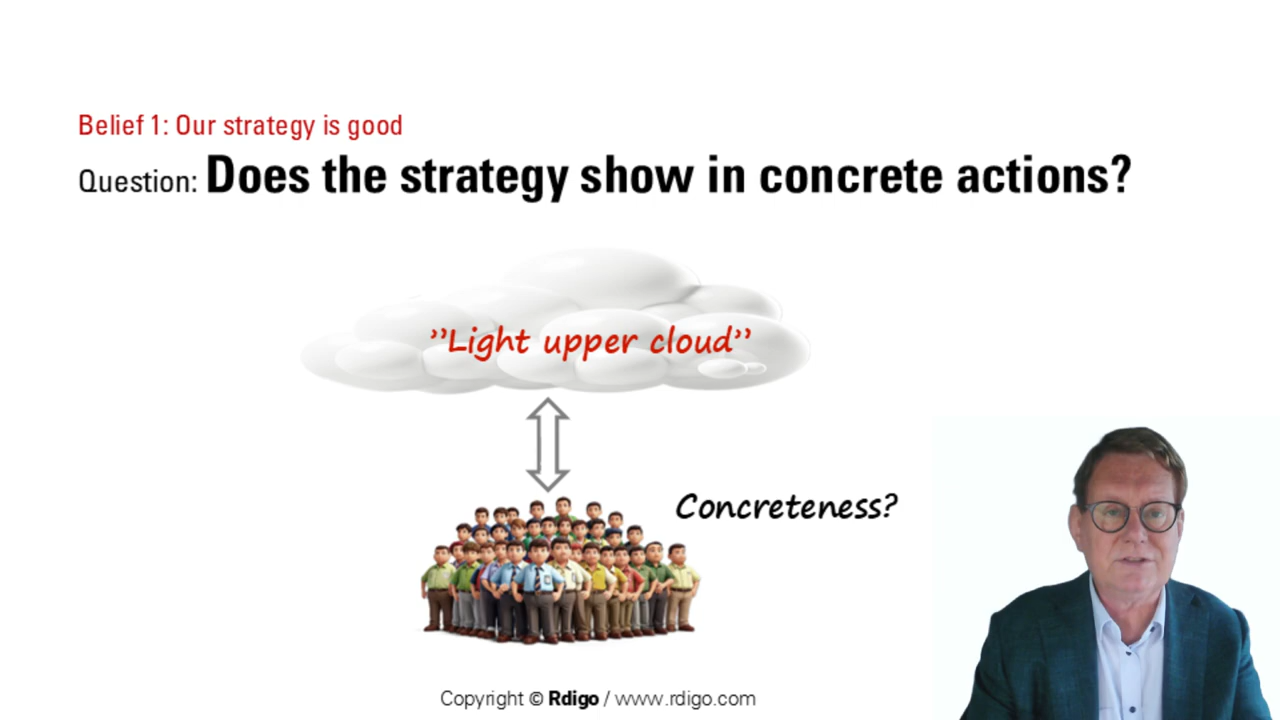 Belief 1: Our strategy is good
Question: Does the strategy show in concrete actions?
”Light upper cloud”
Concreteness?
Copyright © Rdigo / www.rdigo.com